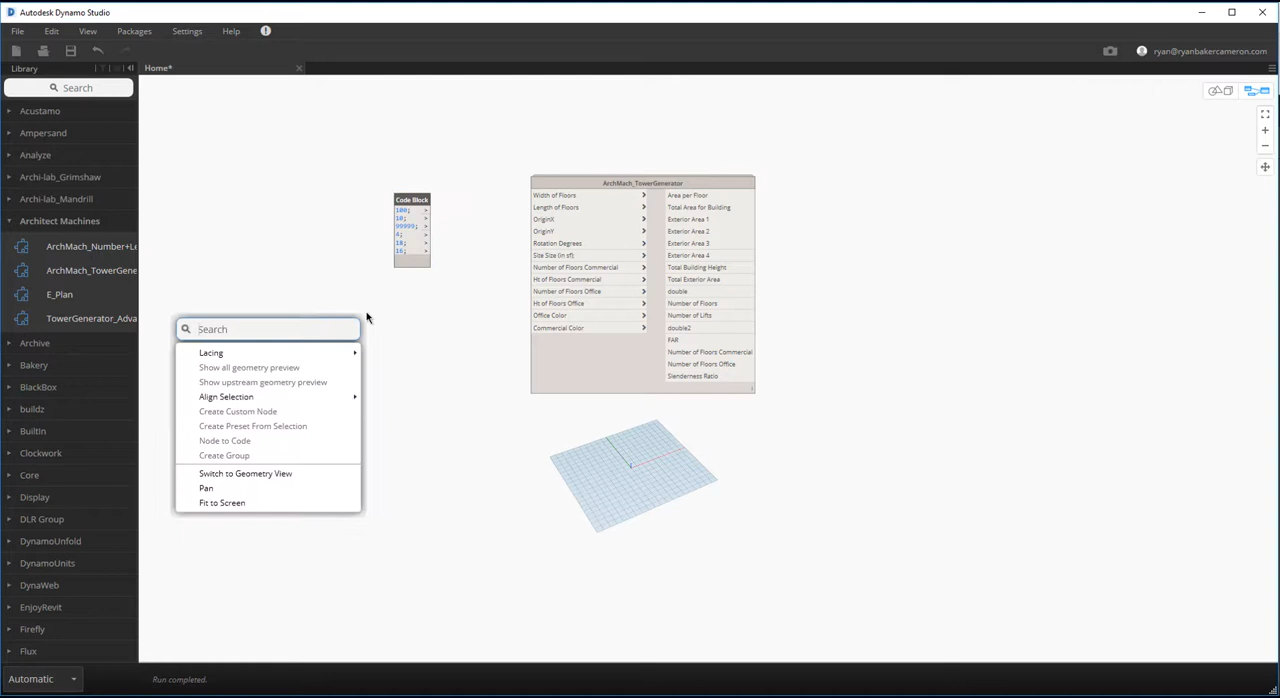 Autodesk Dynamo Studio
File Edit View Packages Settings Help
ryan@ryanbakercameron.com
Library
Home*
Search
Acustamo
Ampersand
Analyze
Archi-lab_Grimshaw
Archi-lab_Mandrill
Architect Machines
ArchMach_Number+Le
ArchMach_TowerGene
E_Plan
TowerGenerator_Adva
Archive
Bakery
BlackBox
buildz
BuiltIn
Clockwork
Core
Display
DLR Group
DynamoUnfold
DynamoUnits
DynaWeb
EnjoyRevit
Firefly
Flux
Code Block
100; >
10; >
99999; >
4; >
18; >
16; >
Search
Lacing
Show all geometry preview
Show upstream geometry preview
Align Selection
Create Custom Node
Create Preset From Selection
Node to Code
Create Group
Switch to Geometry View
Pan
Fit to Screen
ArchMach_TowerGenerator
Width of Floors > Area per Floor
Length of Floors > Total Area for Building
OriginX > Exterior Area 1
OriginY > Exterior Area 2
Rotation Degrees > Exterior Area 3
Site Size (in sf) > Exterior Area 4
Number of Floors Commercial > Total Building Height
Ht of Floors Commercial > Total Exterior Area
Number of Floors Office > double
Ht of Floors Office > Number of Floors
Office Color > Number of Lifts
Commercial Color > double2
FAR
Number of Floors Commercial
Number of Floors Office
Slenderness Ratio
Automatic
Run completed.